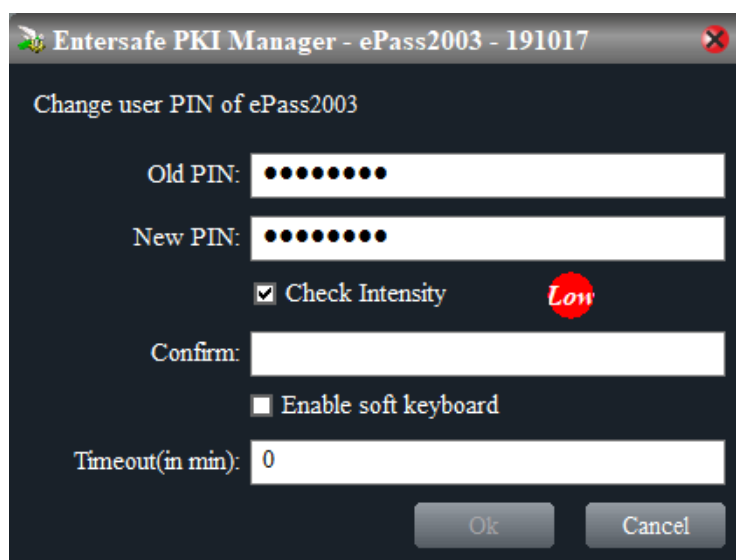 Entersafe PKI Manager - ePass2003 - 191017
Change user PIN of ePass2003
Old PIN: ●●●●●●●●
New PIN: ●●●●●●●●
Check Intensity Low
Confirm:
Enable soft keyboard
Timeout(in min): 0
Ok Cancel